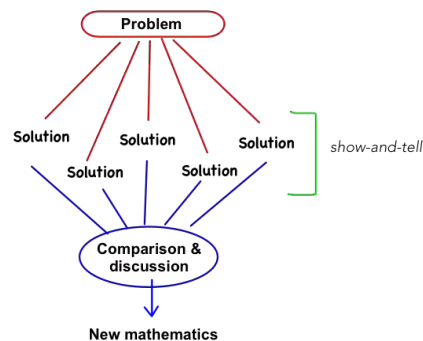 Problem
Solution
Solution
Solution
Solution
Solution
show-and-tell
Comparison &
discussion
New mathematics